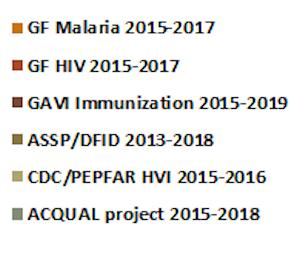 GF Malaria 2015-2017
GF HIV 2015-2017
GAVI Immunization 2015-2019
ASSP/DFID 2013-2018
CDC/PEPFAR HVI 2015-2016
ACQUAL project 2015-2018